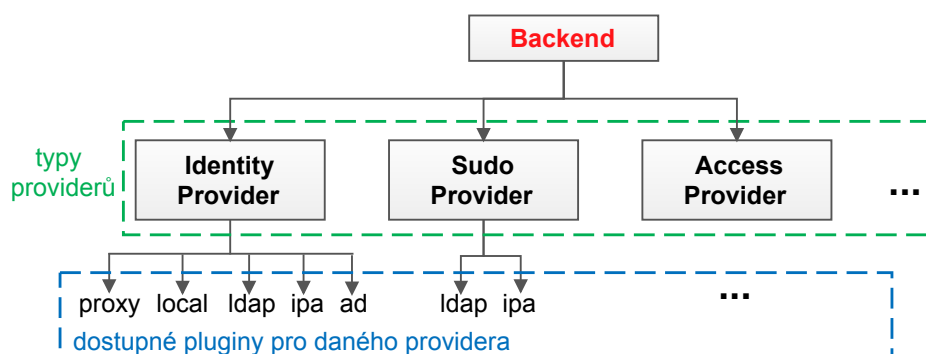 Backend
typy
providerů
Identity
Provider
Sudo
Provider
Access
Provider
...
proxy local ldap ipa ad ldap ipa ...
dostupné pluginy pro daného providera